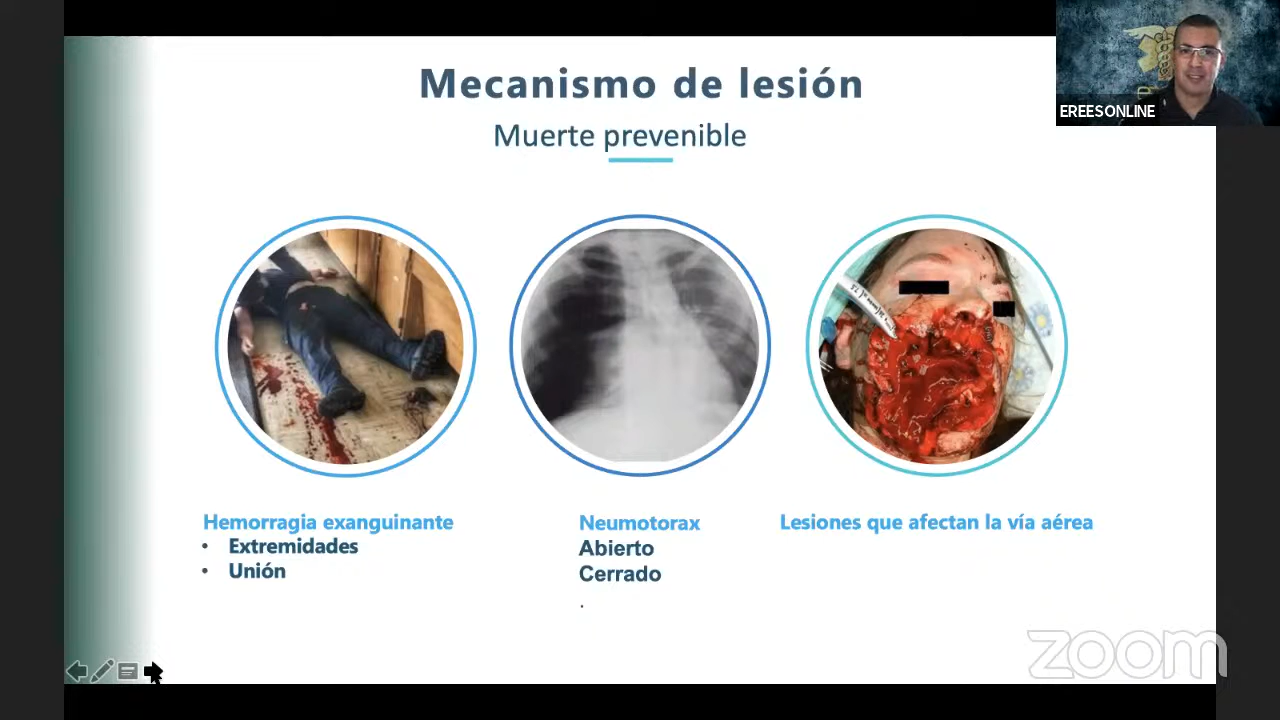 Mecanismo de lesión
Muerte prevenible
EREESONLINE
Hemorragia exanguinante
• Extremidades
• Unión
Neumotorax
Abierto
Cerrado
.
Lesiones que afectan la vía aérea
zoom